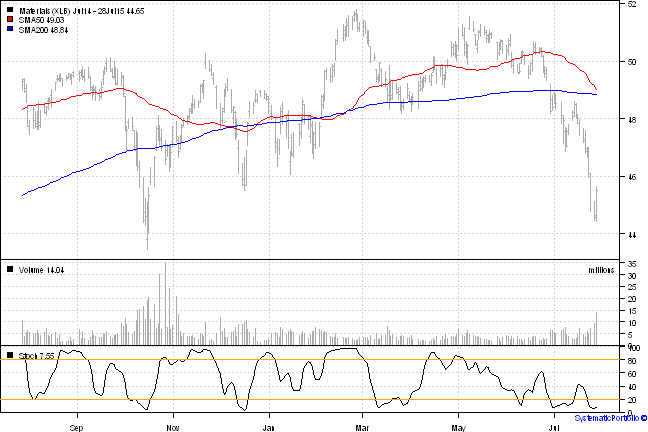 Materials (XLB) Jul14 - 28Jul15 44.65
SMA50 49.03
SMA200 48.84
52
50
48
46
44
Volume 14.04
millions
35
30
25
20
15
10
5
0
Stoch 7.55
100
80
60
40
20
0
Sep Nov Jan Mar May Jul
SystematicPortfolio ©